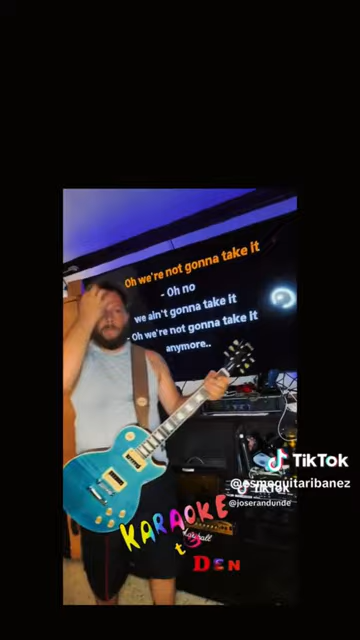 Oh we're not gonna take it
- Oh no
we ain't gonna take it
- Oh we're not gonna take it
anymore..
TikTok
@esmeguitaribanez
TikTok
@joserandunde
KARAOKE
t
DEN